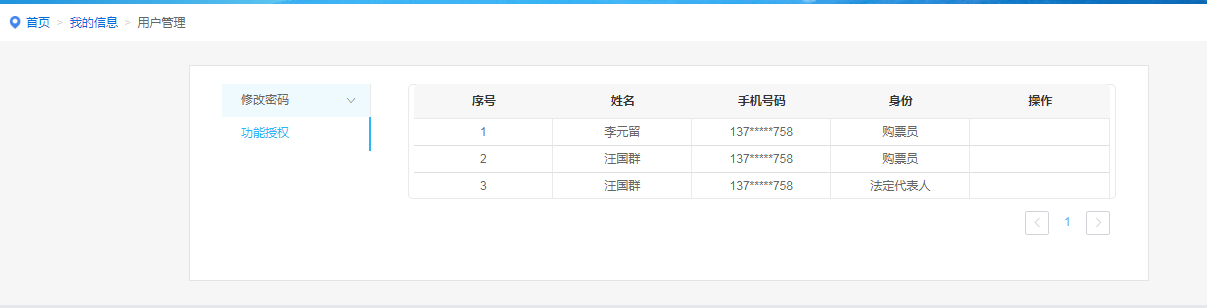 首页 > 我的信息 > 用户管理
修改密码
功能授权
序号 姓名 手机号码 身份 操作
1 李元留 137*****758 购票员
2 汪国群 137*****758 购票员
3 汪国群 137*****758 法定代表人
< 1 >